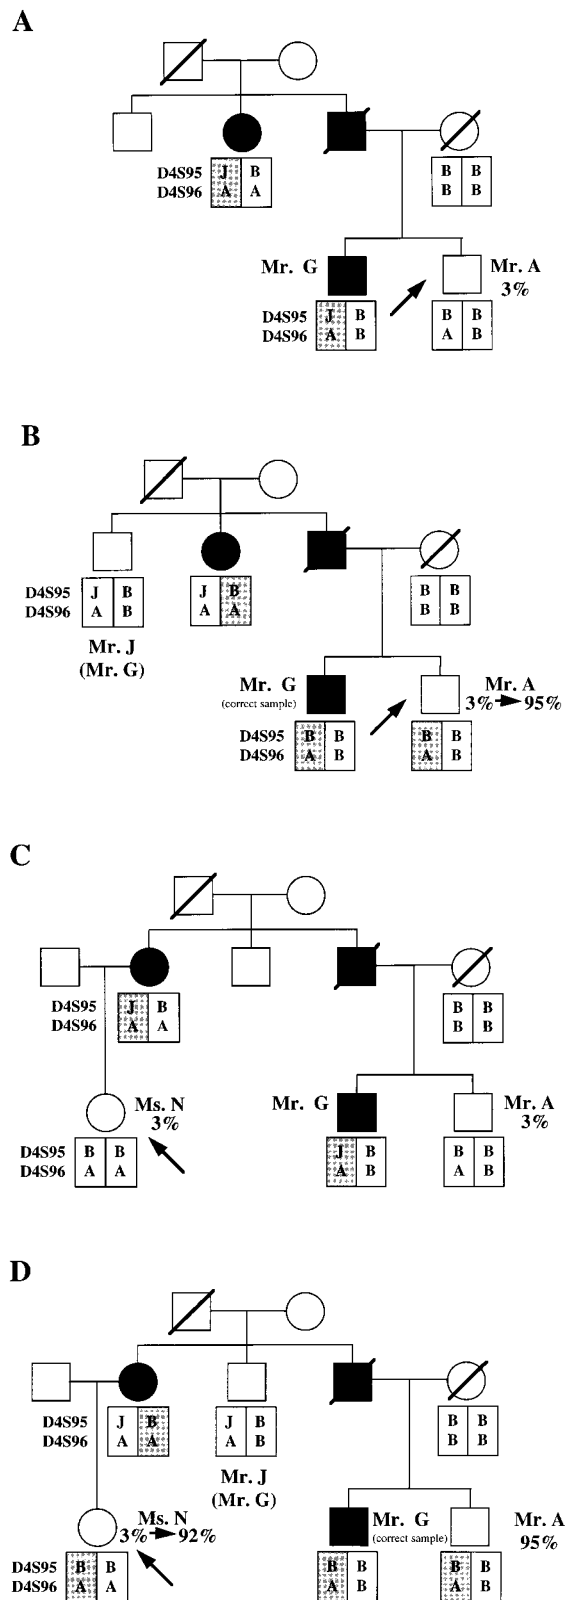 A
D4S95 J B B B
D4S96 A A B B
Mr. G Mr. A
3%
D4S95 J B B B
D4S96 A B A B
B
D4S95 J B J B B B
D4S96 A B A A B B
Mr. J
(Mr. G)
Mr. G Mr. A
(correct sample) 3% 95%
D4S95 B B B B
D4S96 A B A B
C
D4S95 J B B B
D4S96 A A B B
Ms. N Mr. G Mr. A
3% 3%
D4S95 B B J B B B
D4S96 A A A B A B
D
D4S95 J B J B B B
D4S96 A A A B B B
Mr. J
(Mr. G)
Ms. N Mr. G Mr. A
3% 92% (correct sample) 95%
D4S95 B B B B B B
D4S96 A A A B A B